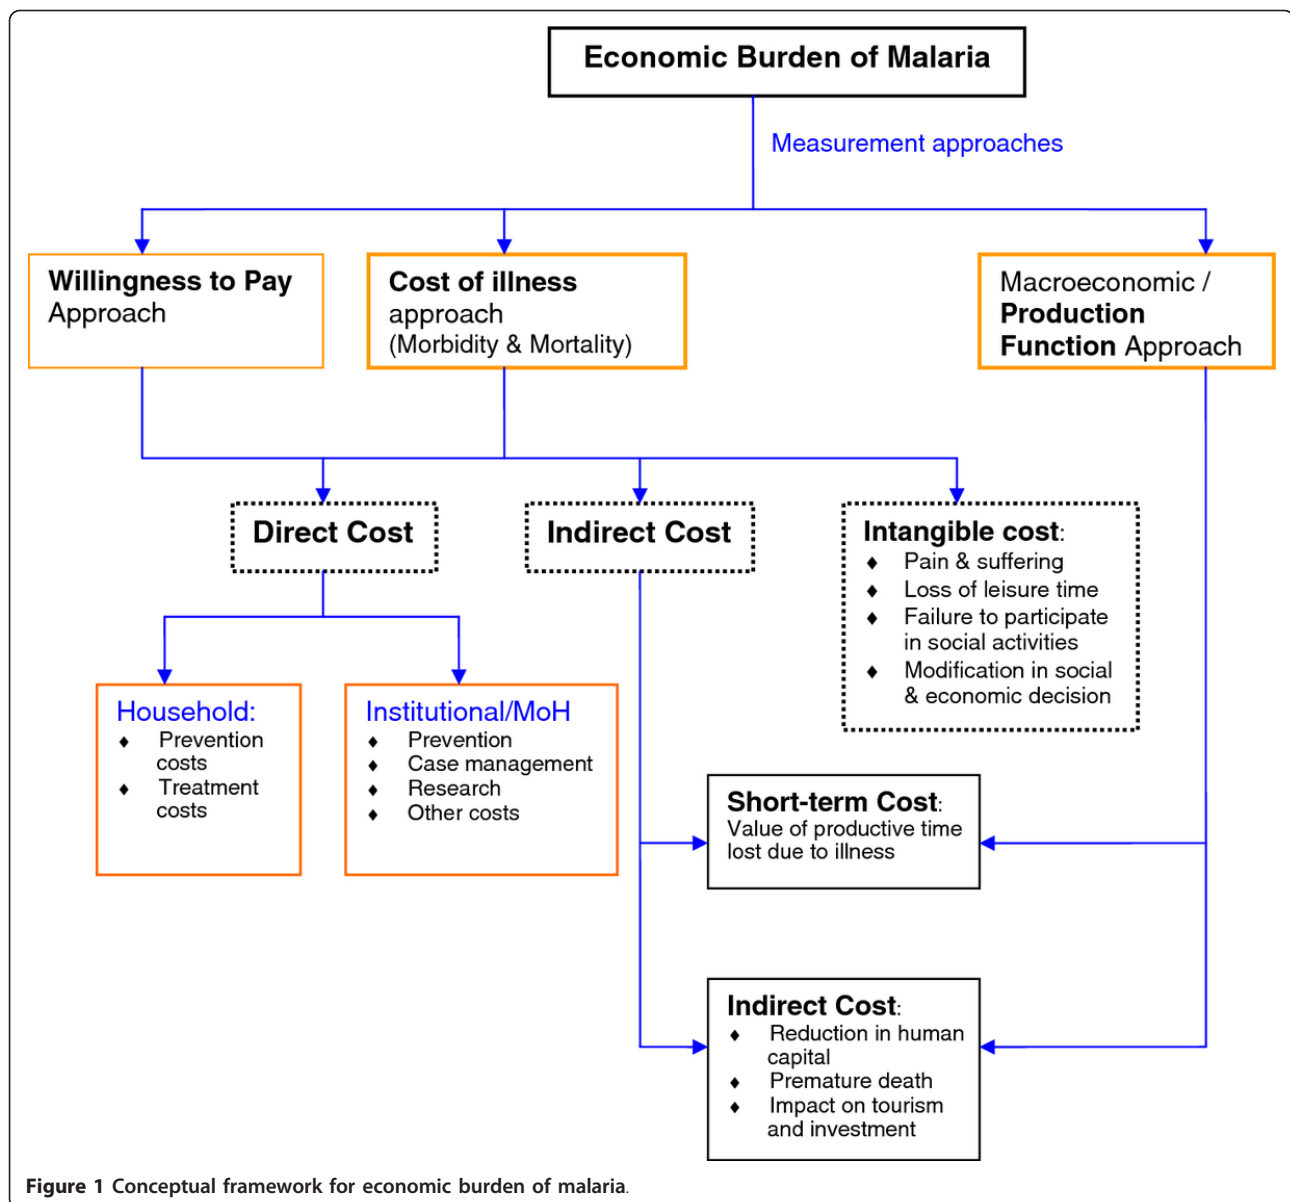 Economic Burden of Malaria
Measurement approaches
Willingness to Pay
Approach
Cost of illness
approach
(Morbidity & Mortality)
Macroeconomic /
Production
Function Approach
Direct Cost
Indirect Cost
Intangible cost:
♦ Pain & suffering
♦ Loss of leisure time
♦ Failure to participate
in social activities
♦ Modification in social
& economic decision
Household:
♦ Prevention
costs
♦ Treatment
costs
Institutional/MoH
♦ Prevention
♦ Case management
♦ Research
♦ Other costs
Short-term Cost:
Value of productive time
lost due to illness
Indirect Cost:
♦ Reduction in human
capital
♦ Premature death
♦ Impact on tourism
and investment
Figure 1 Conceptual framework for economic burden of malaria.